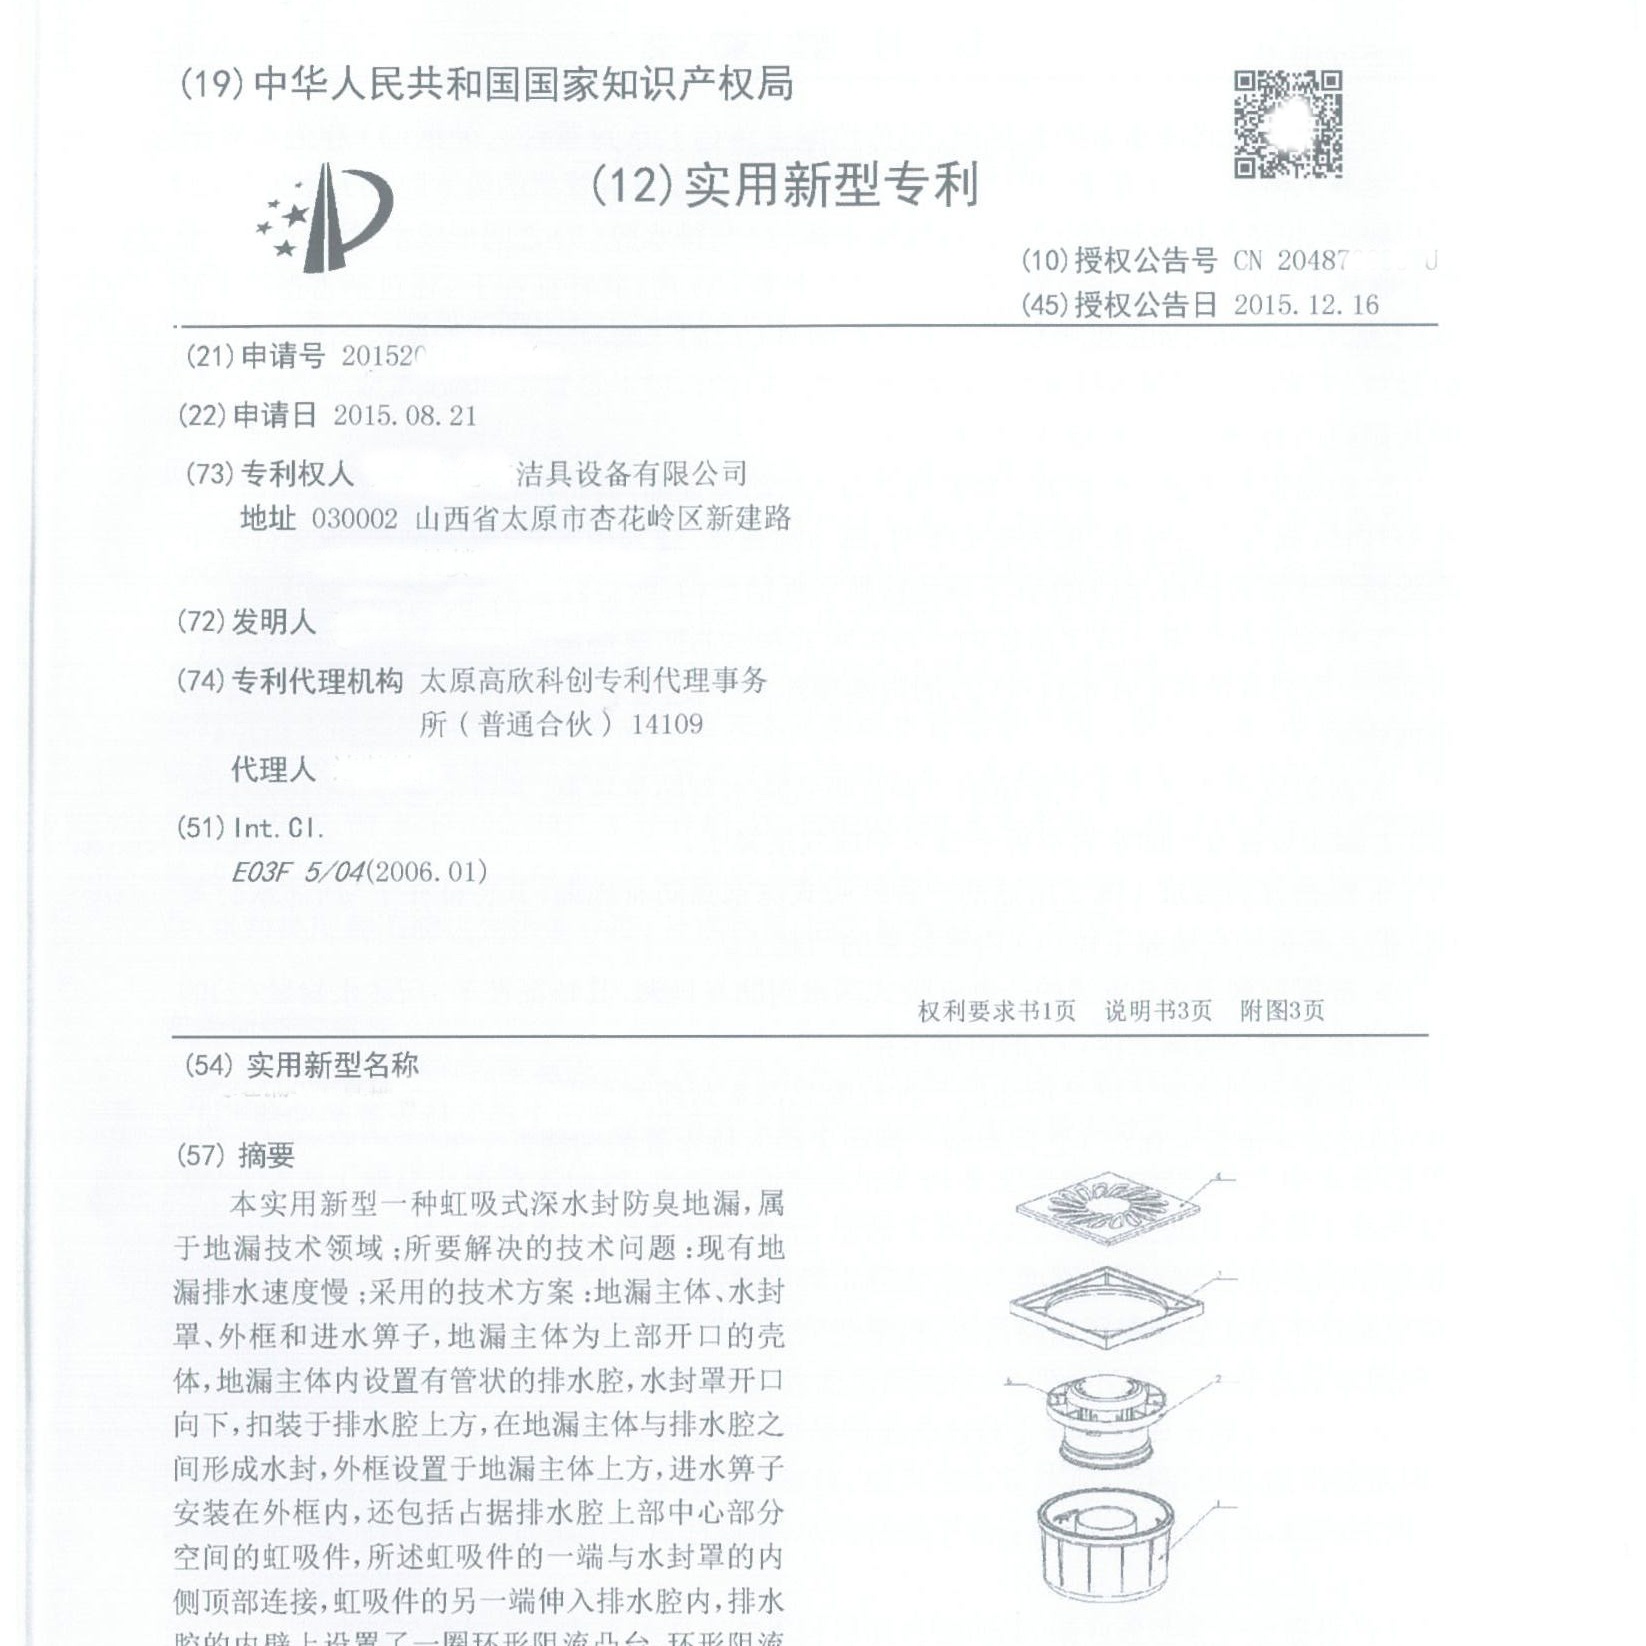 (19)中华人民共和国国家知识产权局
(12)实用新型专利
(10)授权公告号 CN 20487
(45)授权公告日 2015.12.16
(21)申请号 20152
(22)申请日 2015.08.21
(73)专利权人 洁具设备有限公司
地址 030002 山西省太原市杏花岭区新建路
(72)发明人
(74)专利代理机构 太原高欣科创专利代理事务
所(普通合伙) 14109
代理人
(51)Int.Cl.
E03F 5/04(2006.01)
权利要求书1页 说明书3页 附图3页
(54)实用新型名称
(57)摘要
本实用新型一种虹吸式深水封防臭地漏,属
于地漏技术领域;所要解决的技术问题:现有地
漏排水速度慢;采用的技术方案:地漏主体、水封
罩、外框和进水箅子,地漏主体为上部开口的壳
体,地漏主体内设置有管状的排水腔,水封罩开口
向下,扣装于排水腔上方,在地漏主体与排水腔之
间形成水封,外框设置于地漏主体上方,进水箅子
安装在外框内,还包括占据排水腔上部中心部分
空间的虹吸件,所述虹吸件的一端与水封罩的内
侧顶部连接,虹吸件的另一端伸入排水腔内,排水
腔的内壁上设置了一圈环形阻流凸台,环形阻流
2
1